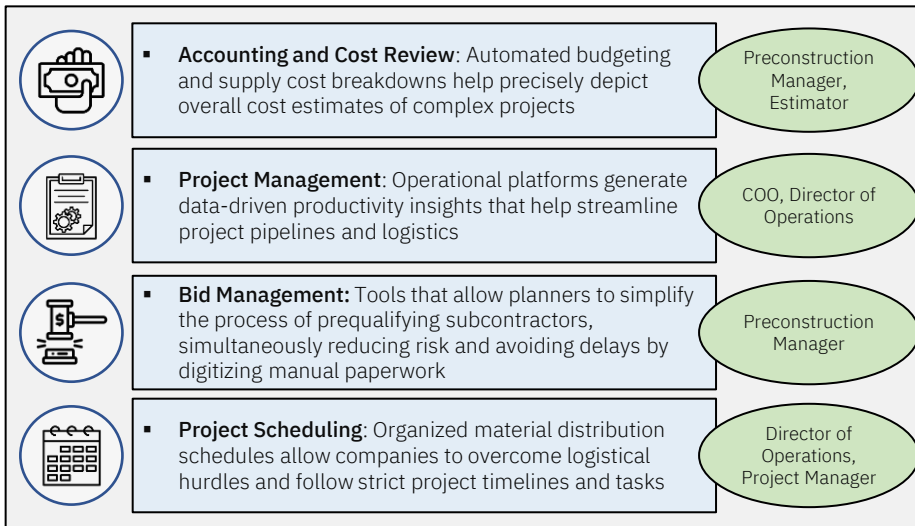 ▪ Accounting and Cost Review: Automated budgeting
and supply cost breakdowns help precisely depict
overall cost estimates of complex projects
Preconstruction
Manager,
Estimator
▪ Project Management: Operational platforms generate
data-driven productivity insights that help streamline
project pipelines and logistics
COO, Director of
Operations
$
▪ Bid Management: Tools that allow planners to simplify
the process of prequalifying subcontractors,
simultaneously reducing risk and avoiding delays by
digitizing manual paperwork
Preconstruction
Manager
▪ Project Scheduling: Organized material distribution
schedules allow companies to overcome logistical
hurdles and follow strict project timelines and tasks
Director of
Operations,
Project Manager